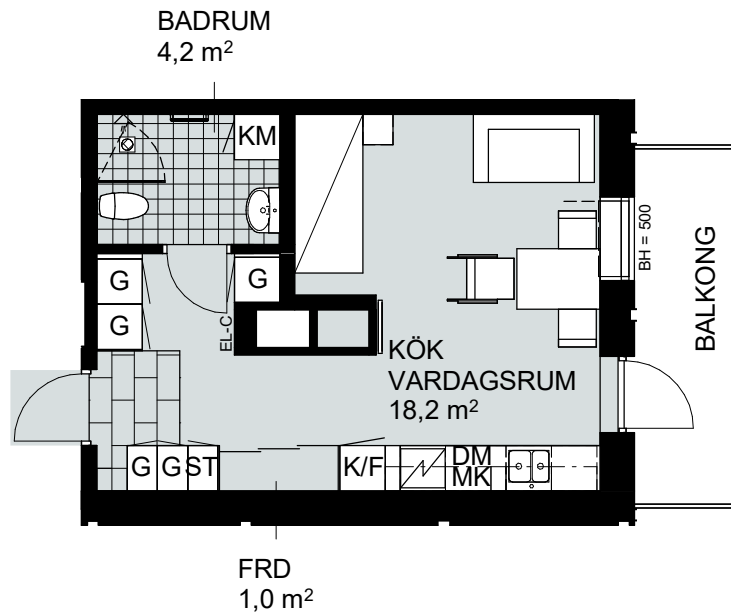 BADRUM
4,2 m²
KM
G
G
G
EL-C
BH = 500
BALKONG
KÖK
VARDAGSRUM
18,2 m²
G G ST
K/F
DM
MK
FRD
1,0 m²